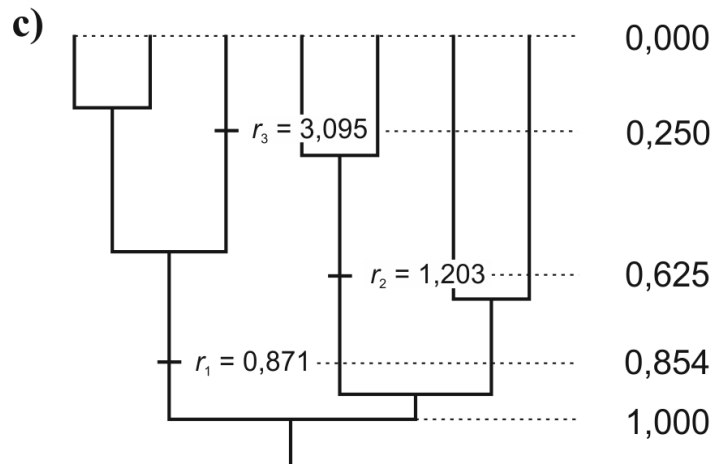 c)
0,000
r₃ = 3,095
0,250
r₂ = 1,203
0,625
r₁ = 0,871
0,854
1,000